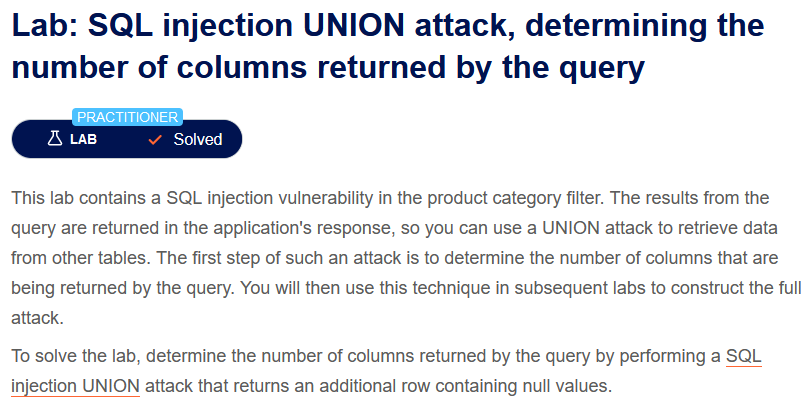 Lab: SQL injection UNION attack, determining the
number of columns returned by the query
PRACTITIONER
LAB
Solved
This lab contains a SQL injection vulnerability in the product category filter. The results from the
query are returned in the application's response, so you can use a UNION attack to retrieve data
from other tables. The first step of such an attack is to determine the number of columns that are
being returned by the query. You will then use this technique in subsequent labs to construct the full
attack.
To solve the lab, determine the number of columns returned by the query by performing a SQL
injection UNION attack that returns an additional row containing null values.